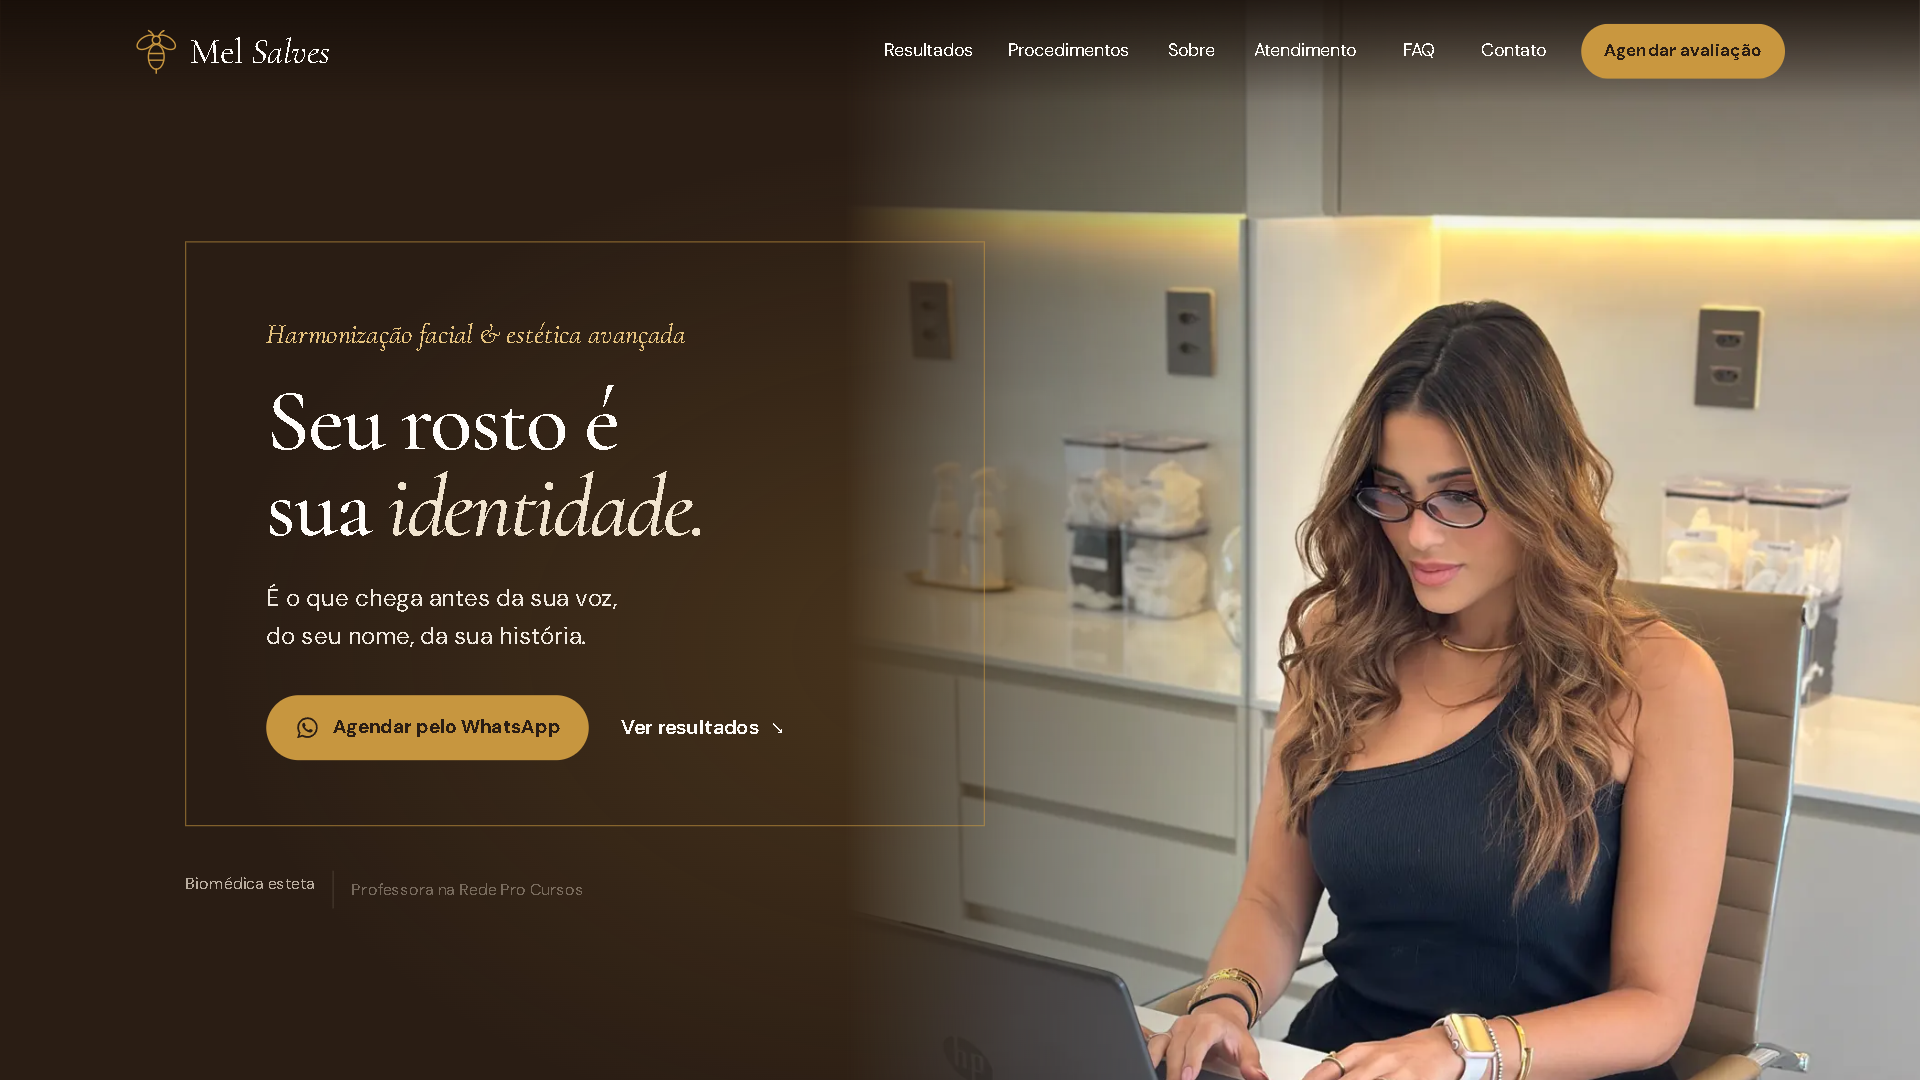 Mel Salves
Resultados
Procedimentos
Sobre
Atendimento
FAQ
Contato
Agendar avaliação
Harmonização facial & estética avançada
Seu rosto é
sua identidade.
É o que chega antes da sua voz,
do seu nome, da sua história.
Agendar pelo WhatsApp
Ver resultados ↘
Biomédica esteta
Professora na Rede Pro Cursos
hp